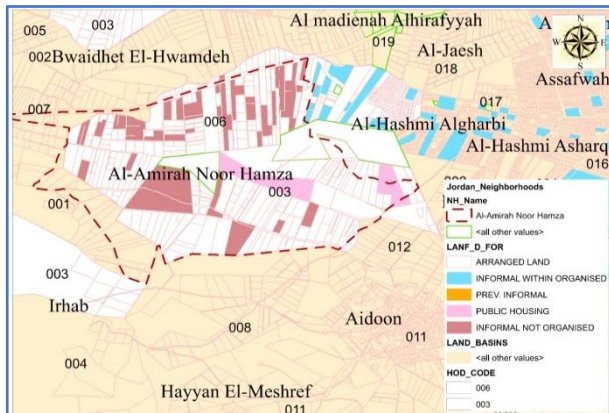 003
005
Al madienah Alhirafyyah
019
N
W
E
S
002
Bwaidhet El-Hwamdeh
Al-Jaesh
018
Assafwah
007
006
017
Al-Hashmi Algharbi
Al-Hashmi Asharq
016
Al-Amirah Noor Hamza
003
001
012
003
Irhab
008
Aidoon
011
004
Hayyan El-Meshref
011
Jordan_Neighborhoods
NH_Name
Al-Amirah Noor Hamza
<all other values>
LANF_D_FOR
ARRANGED LAND
INFORMAL WITHIN ORGANISED
PREV. INFORMAL
PUBLIC HOUSING
INFORMAL NOT ORGANISED
LAND_BASINS
<all other values>
HOD_CODE
006
003